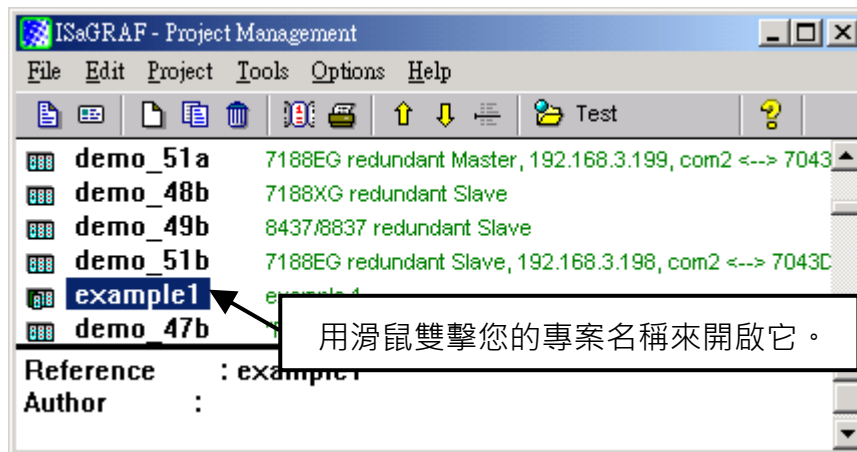 ISaGRAF - Project Management
File Edit Project Tools Options Help
Test
demo_51a 7188EG redundant Master, 192.168.3.199, com2 <--> 7043
demo_48b 7188XG redundant Slave
demo_49b 8437/8837 redundant Slave
demo_51b 7188EG redundant Slave, 192.168.3.198, com2 <--> 7043D
example1
demo_47b
用滑鼠雙擊您的專案名稱來開啟它。
Reference : example1
Author :